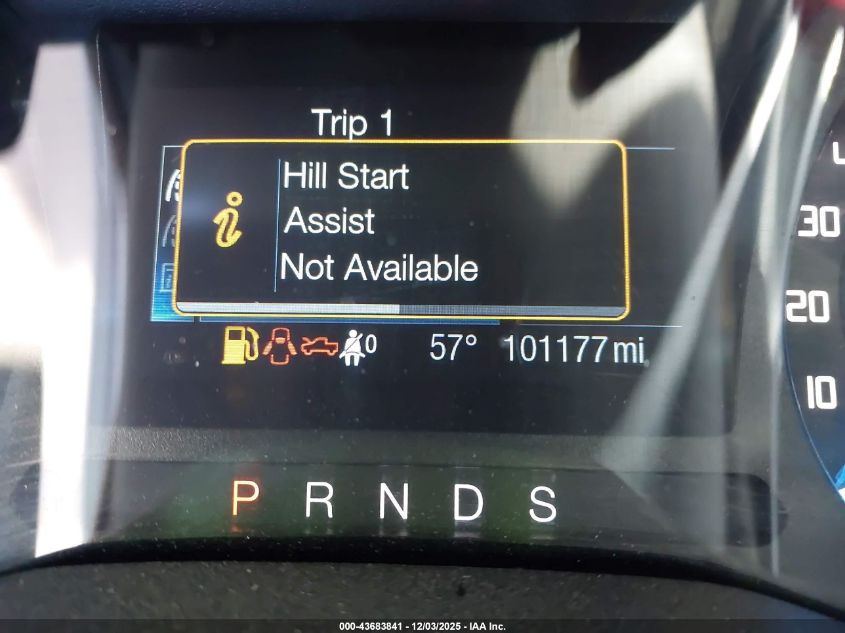 Trip 1
Hill Start
Assist
Not Available
0 57° 101177 mi
30
20
10
P R N D S
000-43683841 - 12/03/2025 - IAA Inc.